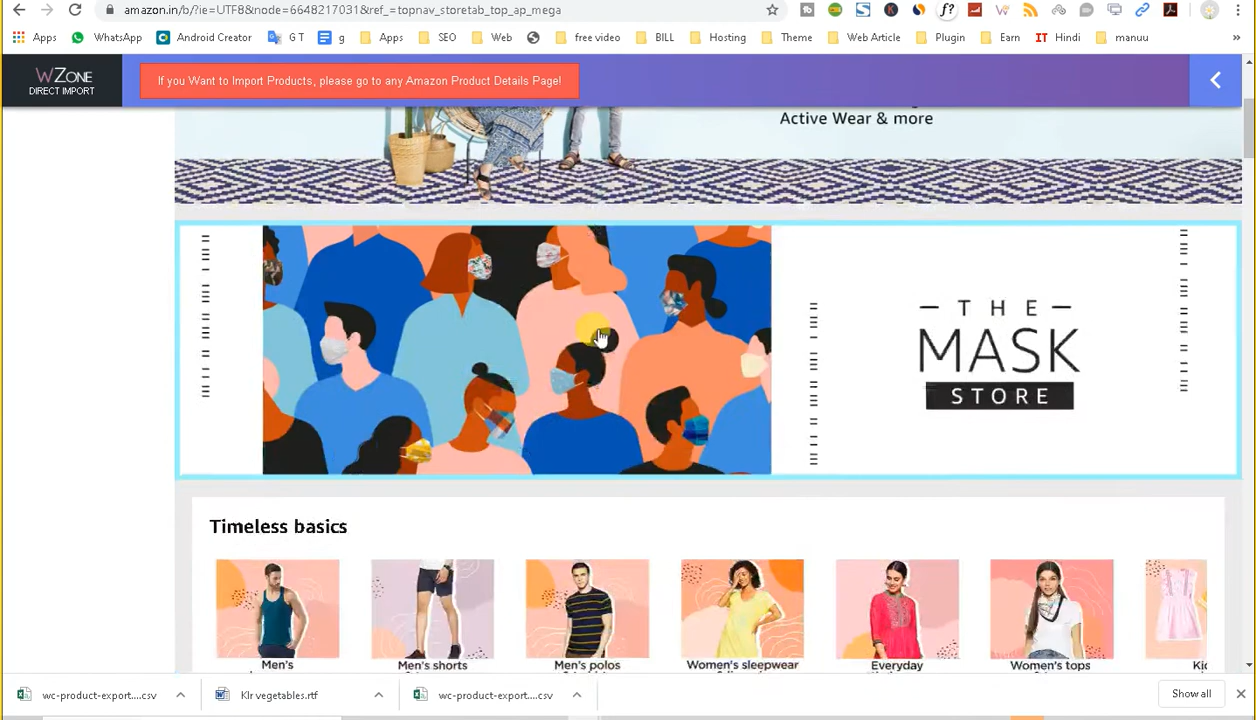 amazon.in/b/?ie=UTF8&node=6648217031&ref_=topnav_storetab_top_ap_mega
Apps WhatsApp Android Creator G T g Apps SEO Web free video BILL Hosting Theme Web Article Plugin Earn IT Hindi manuu »
WZONE
DIRECT IMPORT
If you Want to Import Products, please go to any Amazon Product Details Page!
Active Wear & more
THE
MASK
STORE
Timeless basics
Men's
Men's shorts
Men's polos
Women's sleepwear
Everyday
Women's tops
wc-product-export....csv
Klr vegetables.rtf
wc-product-export....csv
Show all